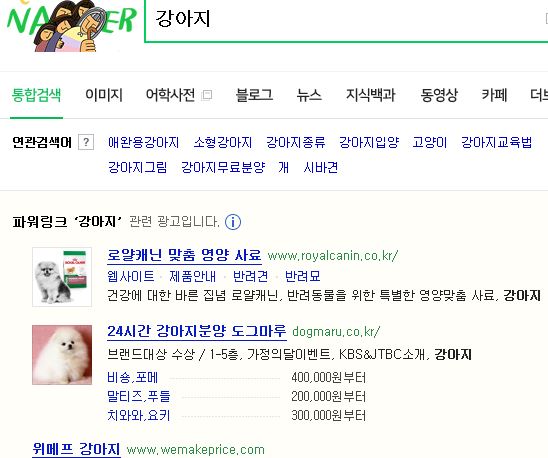 NAVER
강아지
통합검색 이미지 어학사전 블로그 뉴스 지식백과 동영상 카페 더보
연관검색어 ? 애완용강아지 소형강아지 강아지종류 강아지입양 고양이 강아지교육법
강아지그림 강아지무료분양 개 시바견
파워링크 '강아지' 관련 광고입니다. i
로얄캐닌 맞춤 영양 사료 www.royalcanin.co.kr/
웹사이트 · 제품안내 · 반려견 · 반려묘
건강에 대한 바른 집념 로얄캐닌, 반려동물을 위한 특별한 영양맞춤 사료, 강아지
ROYAL CANIN
24시간 강아지분양 도그마루 dogmaru.co.kr/
브랜드대상 수상 / 1-5층, 가정의달이벤트, KBS&JTBC소개, 강아지
비숑,포메 400,000원부터
말티즈,푸들 200,000원부터
치와와,요키 300,000원부터
위메프 강아지 www.wemakeprice.com